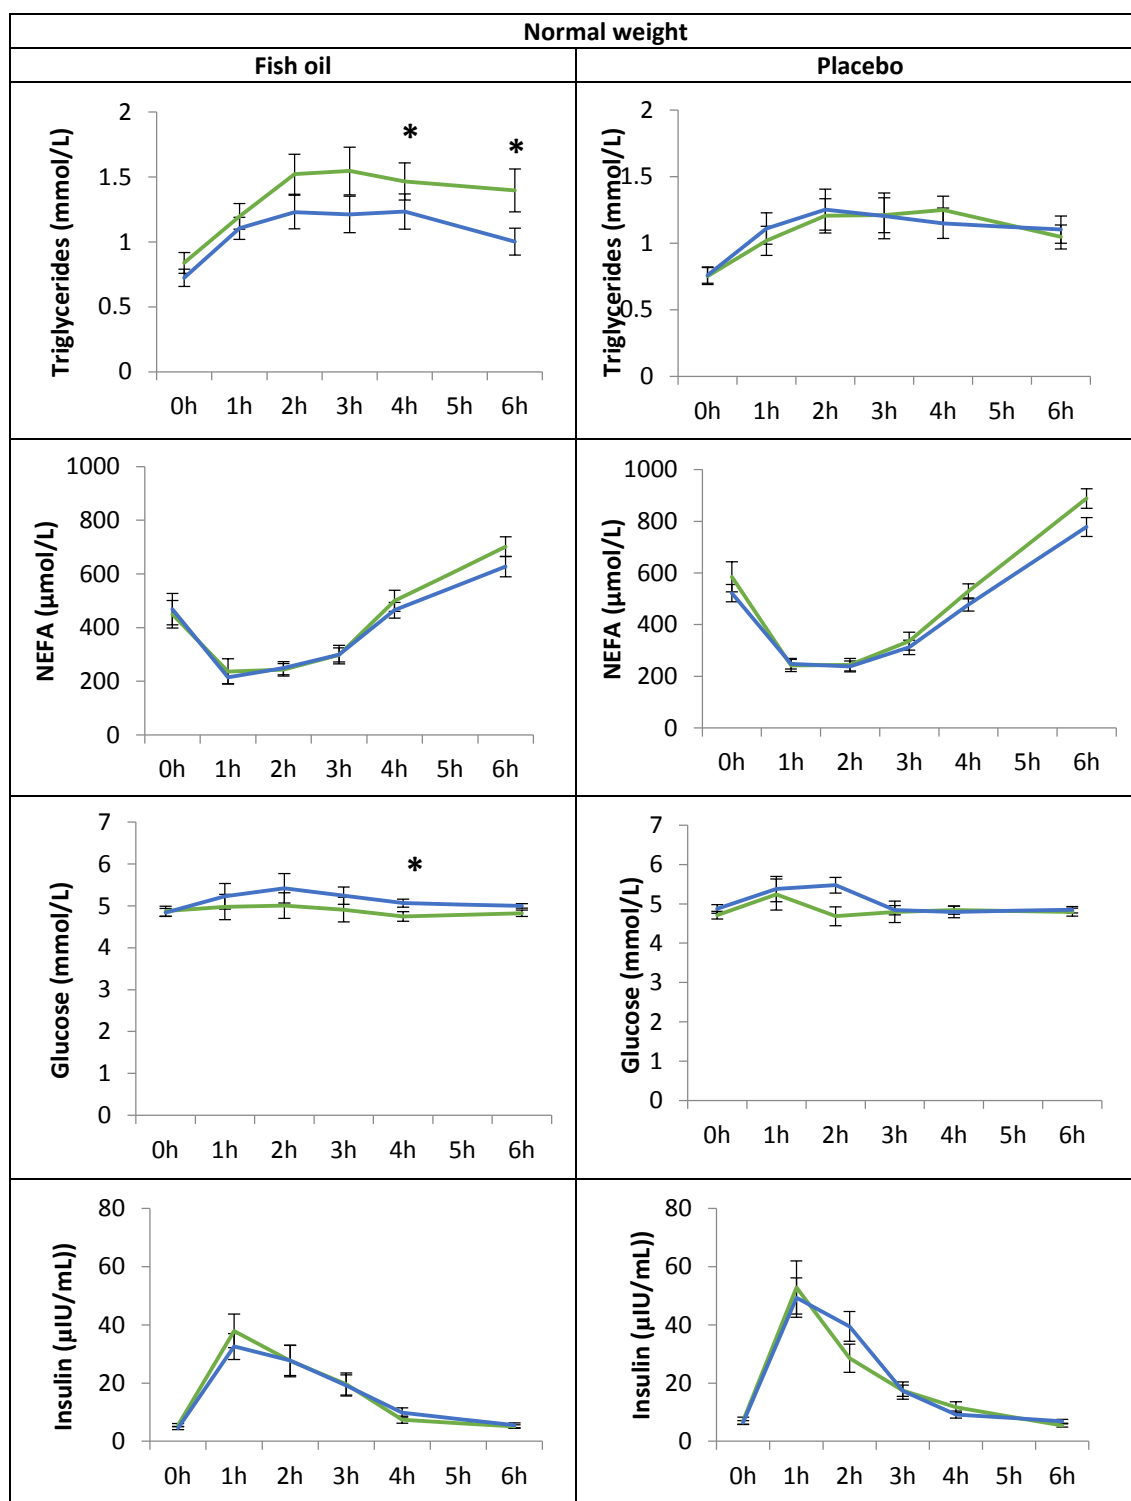 Normal weight
Fish oil
Placebo
Triglycerides (mmol/L)
2
1.5
1
0.5
0
*
*
0h 1h 2h 3h 4h 5h 6h
Triglycerides (mmol/L)
2
1.5
1
0.5
0
0h 1h 2h 3h 4h 5h 6h
NEFA (µmol/L)
1000
800
600
400
200
0
0h 1h 2h 3h 4h 5h 6h
NEFA (µmol/L)
1000
800
600
400
200
0
0h 1h 2h 3h 4h 5h 6h
Glucose (mmol/L)
7
6
5
4
3
2
1
0
*
0h 1h 2h 3h 4h 5h 6h
Glucose (mmol/L)
7
6
5
4
3
2
1
0
0h 1h 2h 3h 4h 5h 6h
Insulin (µIU/mL))
80
60
40
20
0
0h 1h 2h 3h 4h 5h 6h
Insulin (µIU/mL))
80
60
40
20
0
0h 1h 2h 3h 4h 5h 6h